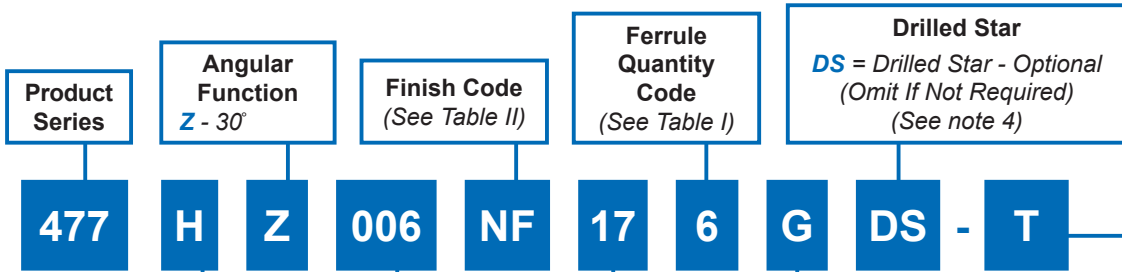 Product
Series
Angular
Function
Z - 30°
Finish Code
(See Table II)
Ferrule
Quantity
Code
(See Table I)
Drilled Star
DS = Drilled Star - Optional
(Omit If Not Required)
(See note 4)
477 H Z 006 NF 17 6 G DS - T